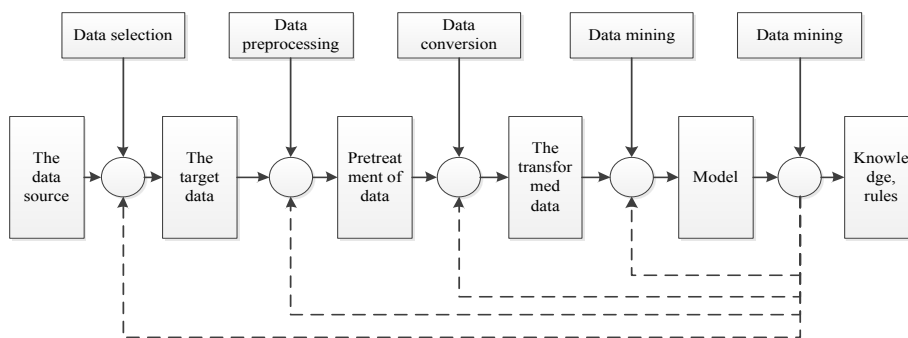 Data selection
Data
preprocessing
Data
conversion
Data mining
Data mining
The
data
source
The
target
data
Pretreat
ment of
data
The
transfor
med
data
Model
Knowle
dge,
rules